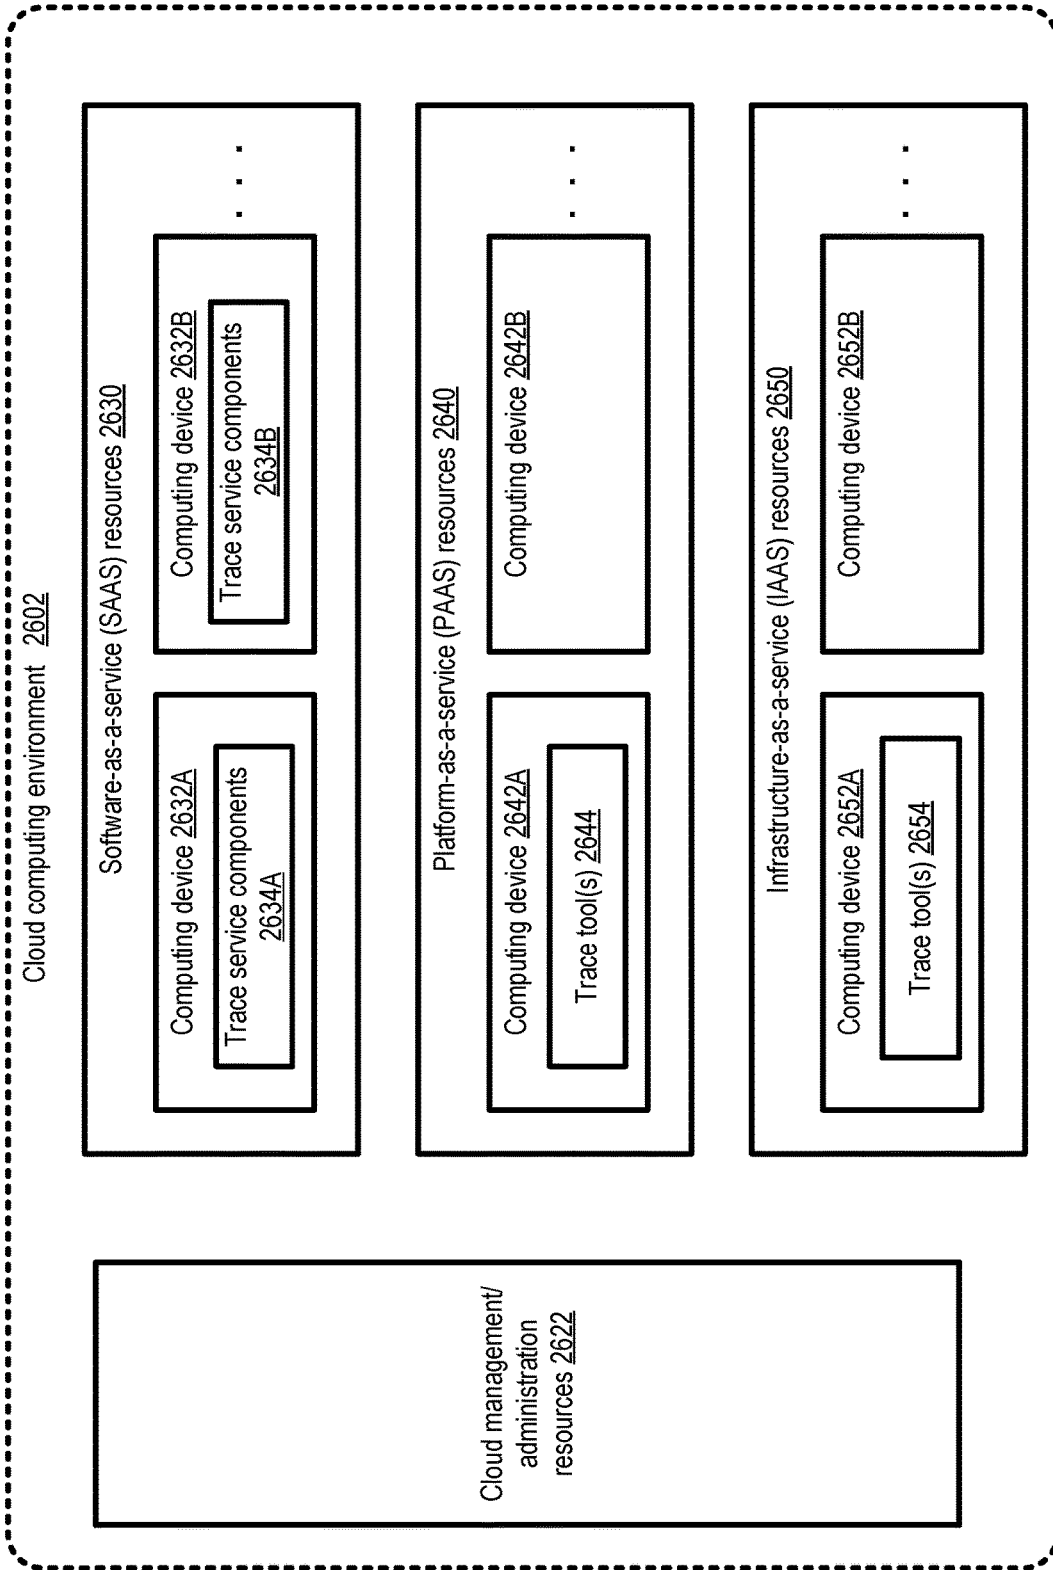 Cloud computing environment 2602
Cloud management/
administration
resources 2622
Software-as-a-service (SAAS) resources 2630
Computing device 2632A
Trace service components
2634A
Computing device 2632B
Trace service components
2634B
. . .
Platform-as-a-service (PAAS) resources 2640
Computing device 2642A
Trace tool(s) 2644
Computing device 2642B
. . .
Infrastructure-as-a-service (IAAS) resources 2650
Computing device 2652A
Trace tool(s) 2654
Computing device 2652B
. . .